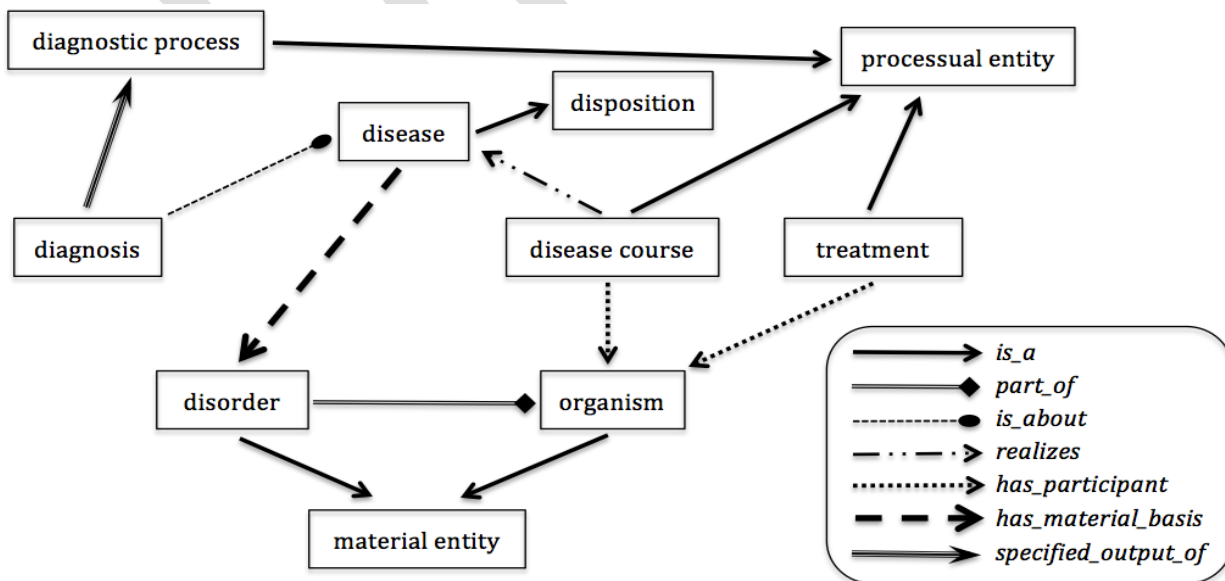 diagnostic process
processual entity
disposition
disease
diagnosis
disease course
treatment
disorder
organism
material entity
is_a
part_of
is_about
realizes
has_participant
has_material_basis
specified_output_of